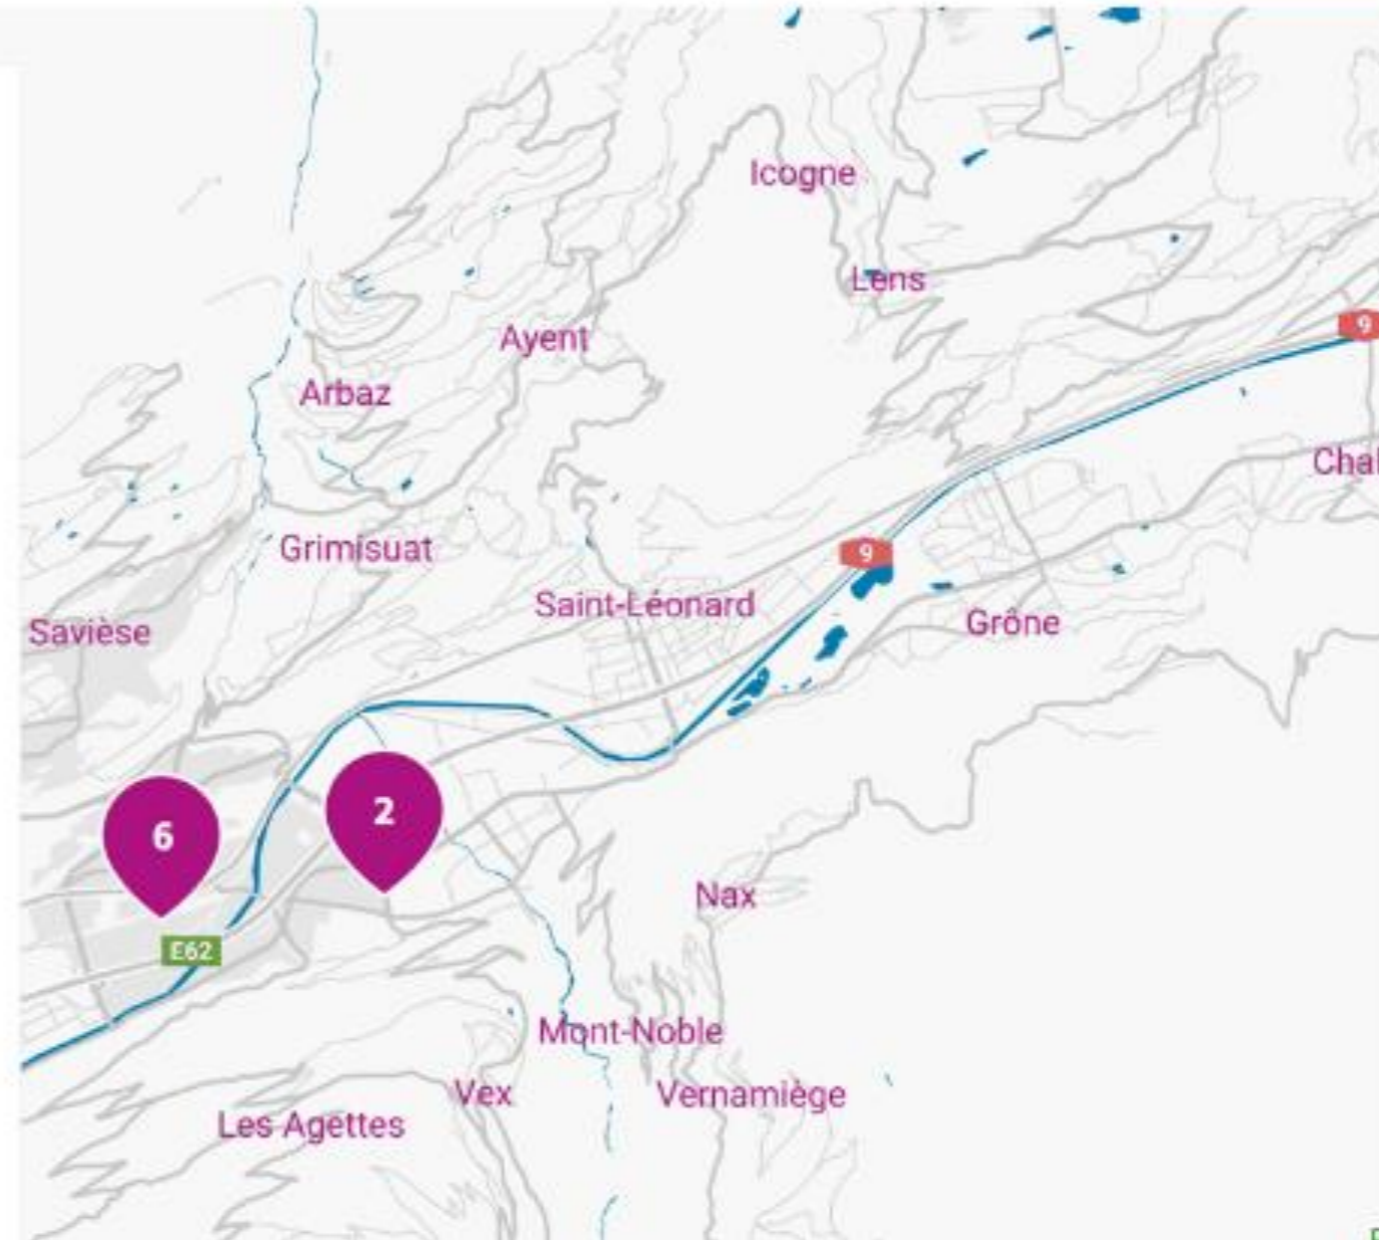 Icogne
Lens
9
Ayent
Arbaz
Grimisuat
9
Saint-Léonard
Savièse
Grône
6
2
Nax
E62
Mont-Noble
Vex
Vernamiège
Les Agettes